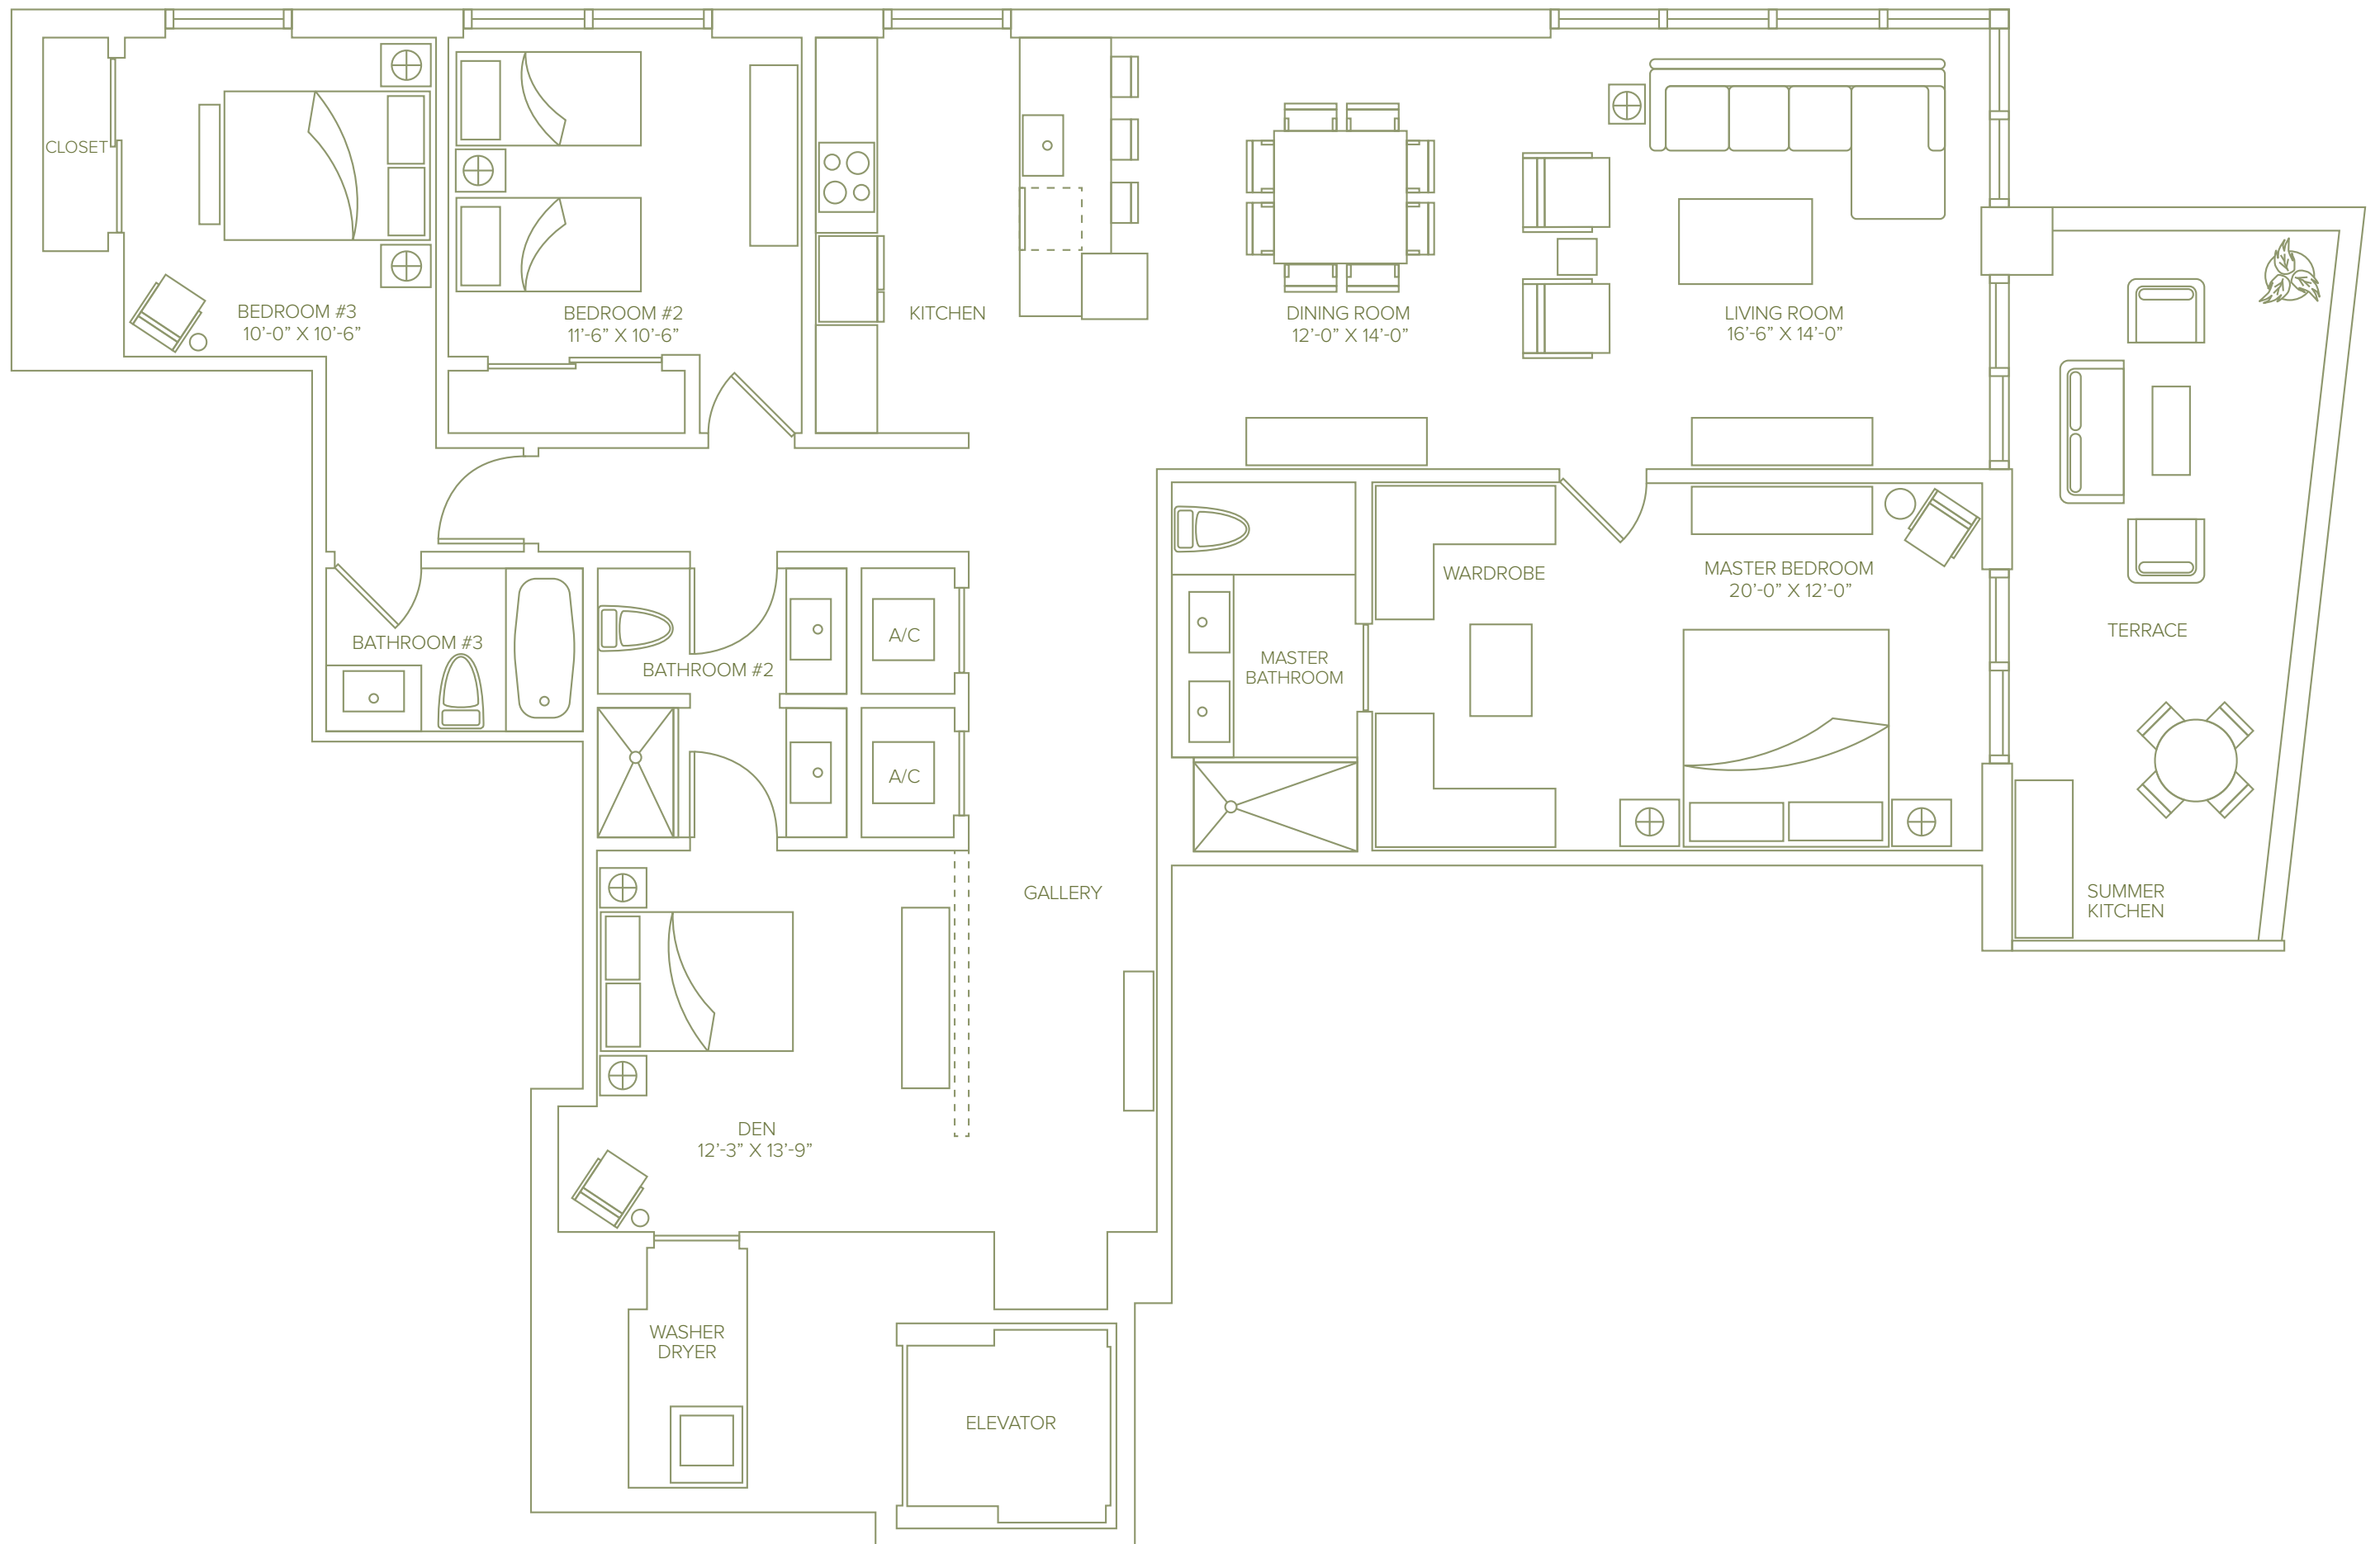 CLOSET
BEDROOM #3
10’-0” X 10’-6”
BEDROOM #2
11’-6” X 10’-6”
KITCHEN
DINING ROOM
12’-0” X 14’-0”
LIVING ROOM
16’-6” X 14’-0”
WARDROBE
MASTER BEDROOM
20’-0” X 12’-0”
TERRACE
BATHROOM #3
BATHROOM #2
A/C
MASTER
BATHROOM
A/C
GALLERY
SUMMER
KITCHEN
DEN
12’-3” X 13’-9”
WASHER
DRYER
ELEVATOR